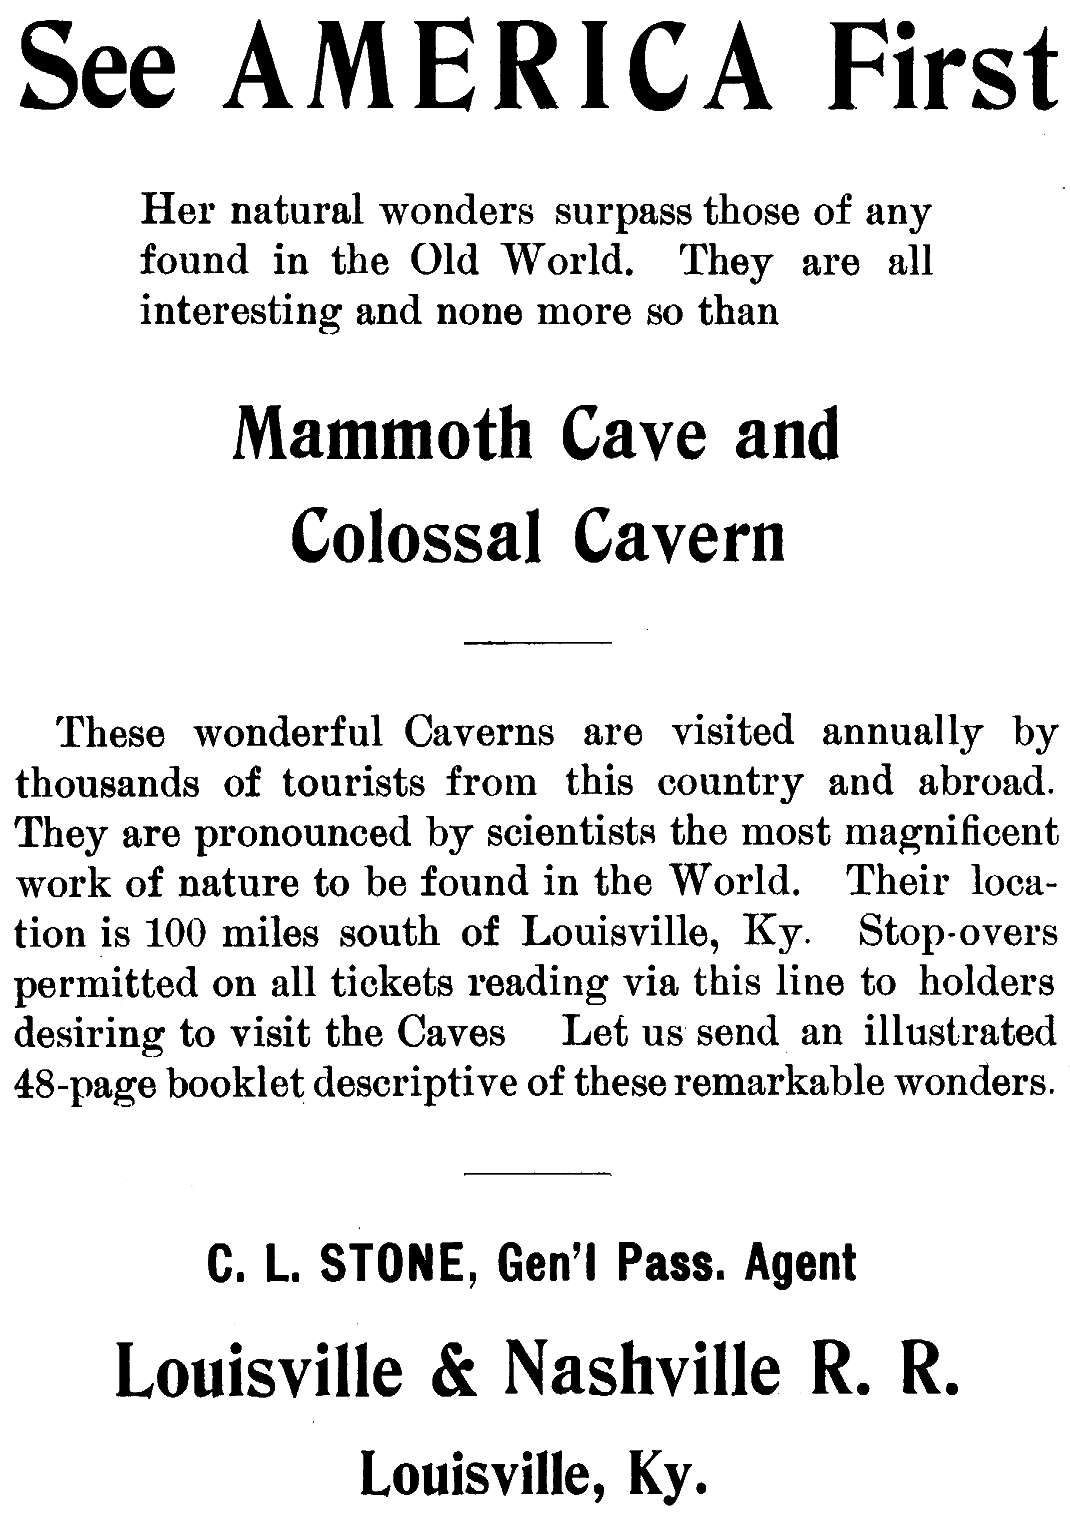 See AMERICA First
Her natural wonders surpass those of any
found in the Old World. They are all
interesting and none more so than
Mammoth Cave and
Colossal Cavern
These wonderful Caverns are visited annually by
thousands of tourists from this country and abroad.
They are pronounced by scientists the most magnificent
work of nature to be found in the World. Their loca-
tion is 100 miles south of Louisville, Ky. Stop-overs
permitted on all tickets reading via this line to holders
desiring to visit the Caves Let us send an illustrated
48-page booklet descriptive of these remarkable wonders.
C. L. STONE, Gen'l Pass. Agent
Louisville & Nashville R. R.
Louisville, Ky.